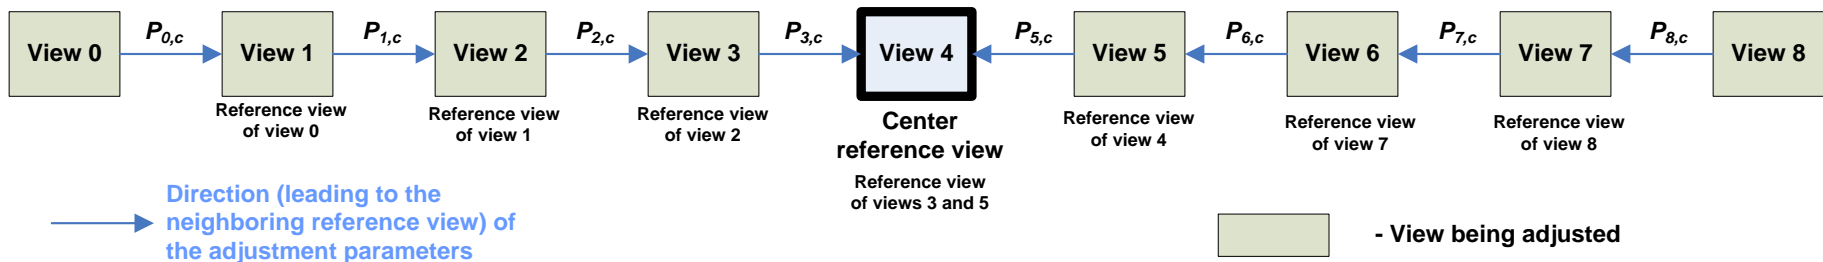 P0,c P1,c P2,c P3,c P5,c P6,c P7,c P8,c
View 0 View 1 View 2 View 3 View 4 View 5 View 6 View 7 View 8
Reference view
of view 0
Reference view
of view 1
Reference view
of view 2
Center
reference view
Reference view
of views 3 and 5
Reference view
of view 4
Reference view
of view 7
Reference view
of view 8
Direction (leading to the
neighboring reference view) of
the adjustment parameters
- View being adjusted